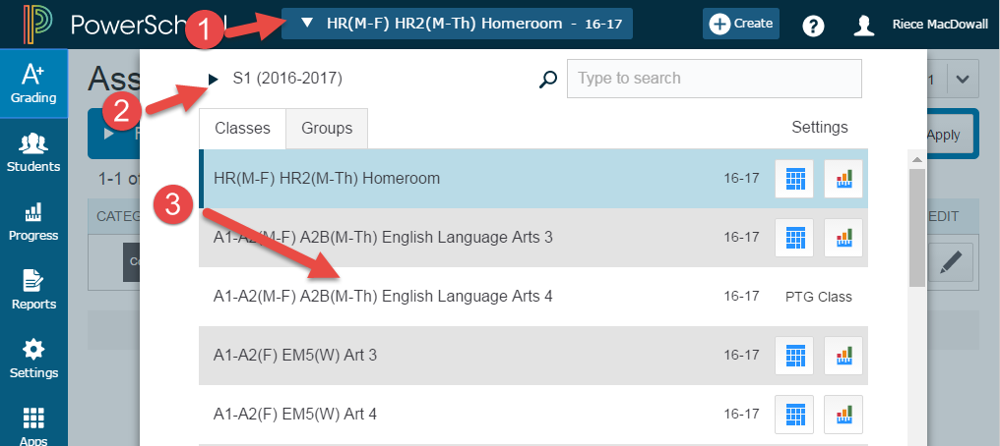 PowerSchool
1
HR(M-F) HR2(M-Th) Homeroom - 16-17
Create
Riece MacDowall
A+
Grading
Students
Progress
Reports
Settings
Apps
Ass
2
S1 (2016-2017)
Type to search
1
Classes
Groups
Settings
Apply
1-1 of
HR(M-F) HR2(M-Th) Homeroom 16-17
3
CATEG
EDIT
A1-A2(M-F) A2B(M-Th) English Language Arts 3 16-17
A1-A2(M-F) A2B(M-Th) English Language Arts 4 16-17 PTG Class
A1-A2(F) EM5(W) Art 3 16-17
A1-A2(F) EM5(W) Art 4 16-17